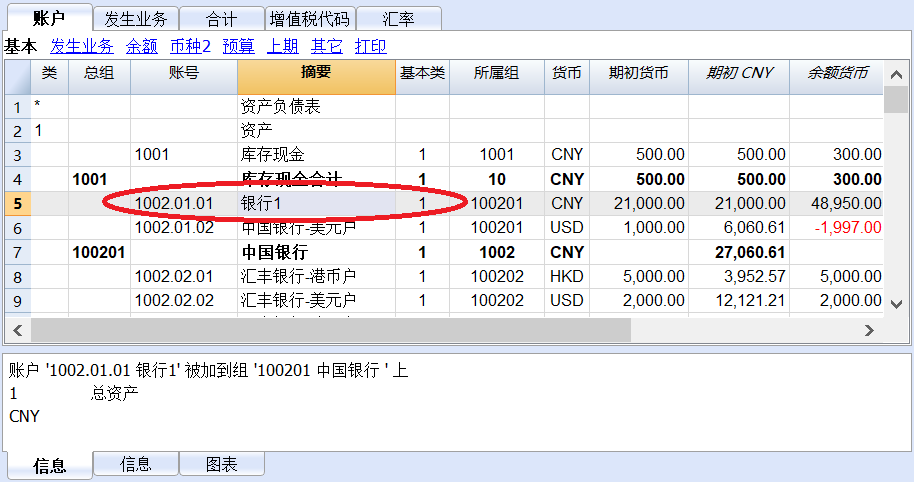 账户 发生业务 合计 增值税代码 汇率
基本 发生业务 余额 币种2 预算 上期 其它 打印
类 总组 账号 摘要 基本类 所属组 货币 期初货币 期初 CNY 余额货币
1 * 资产负债表
2 1 资产
3 1001 库存现金 1 1001 CNY 500.00 500.00 300.00
4 1001 库存现金合计 1 10 CNY 500.00 500.00 300.00
5 1002.01.01 银行1 1 100201 CNY 21,000.00 21,000.00 48,950.00
6 1002.01.02 中国银行-美元户 1 100201 USD 1,000.00 6,060.61 -1,997.00
7 100201 中国银行 1 1002 CNY 27,060.61
8 1002.02.01 汇丰银行-港币户 1 100202 HKD 5,000.00 3,952.57 5,000.00
9 1002.02.02 汇丰银行-美元户 1 100202 USD 2,000.00 12,121.21 2,000.00
账户 '1002.01.01 银行1' 被加到组 '100201 中国银行 ' 上
1 总资产
CNY
信息 信息 图表